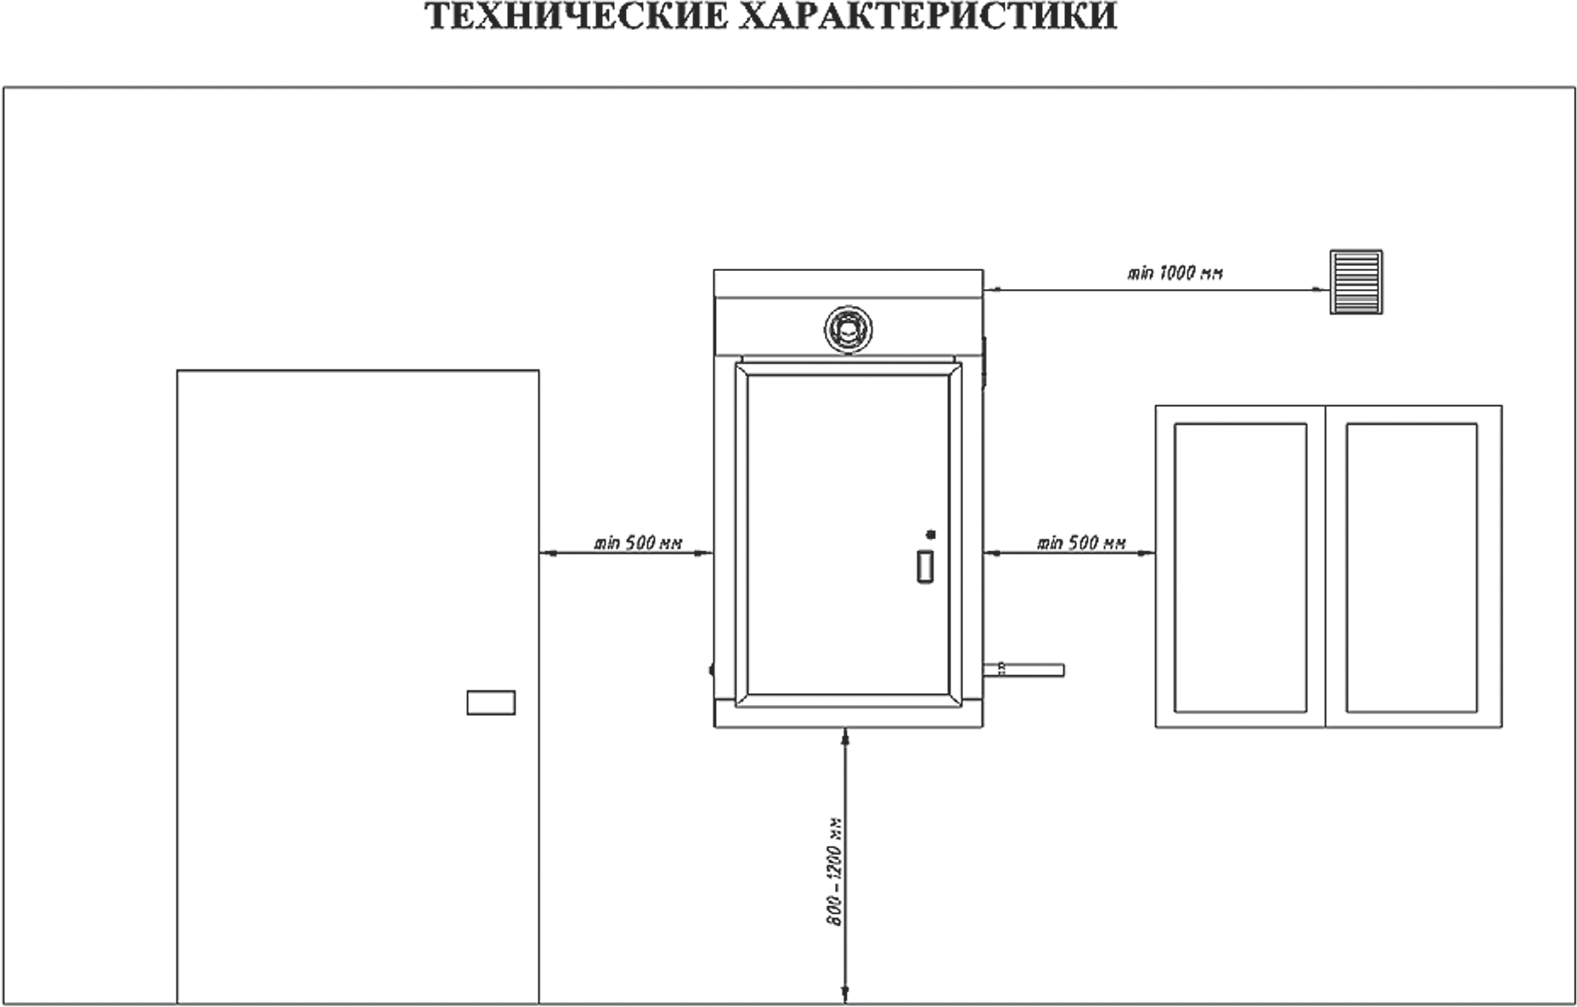 ТЕХНИЧЕСКИЕ ХАРАКТЕРИСТИКИ
min 1000 мм
min 500 мм
min 500 мм
800-1200 мм